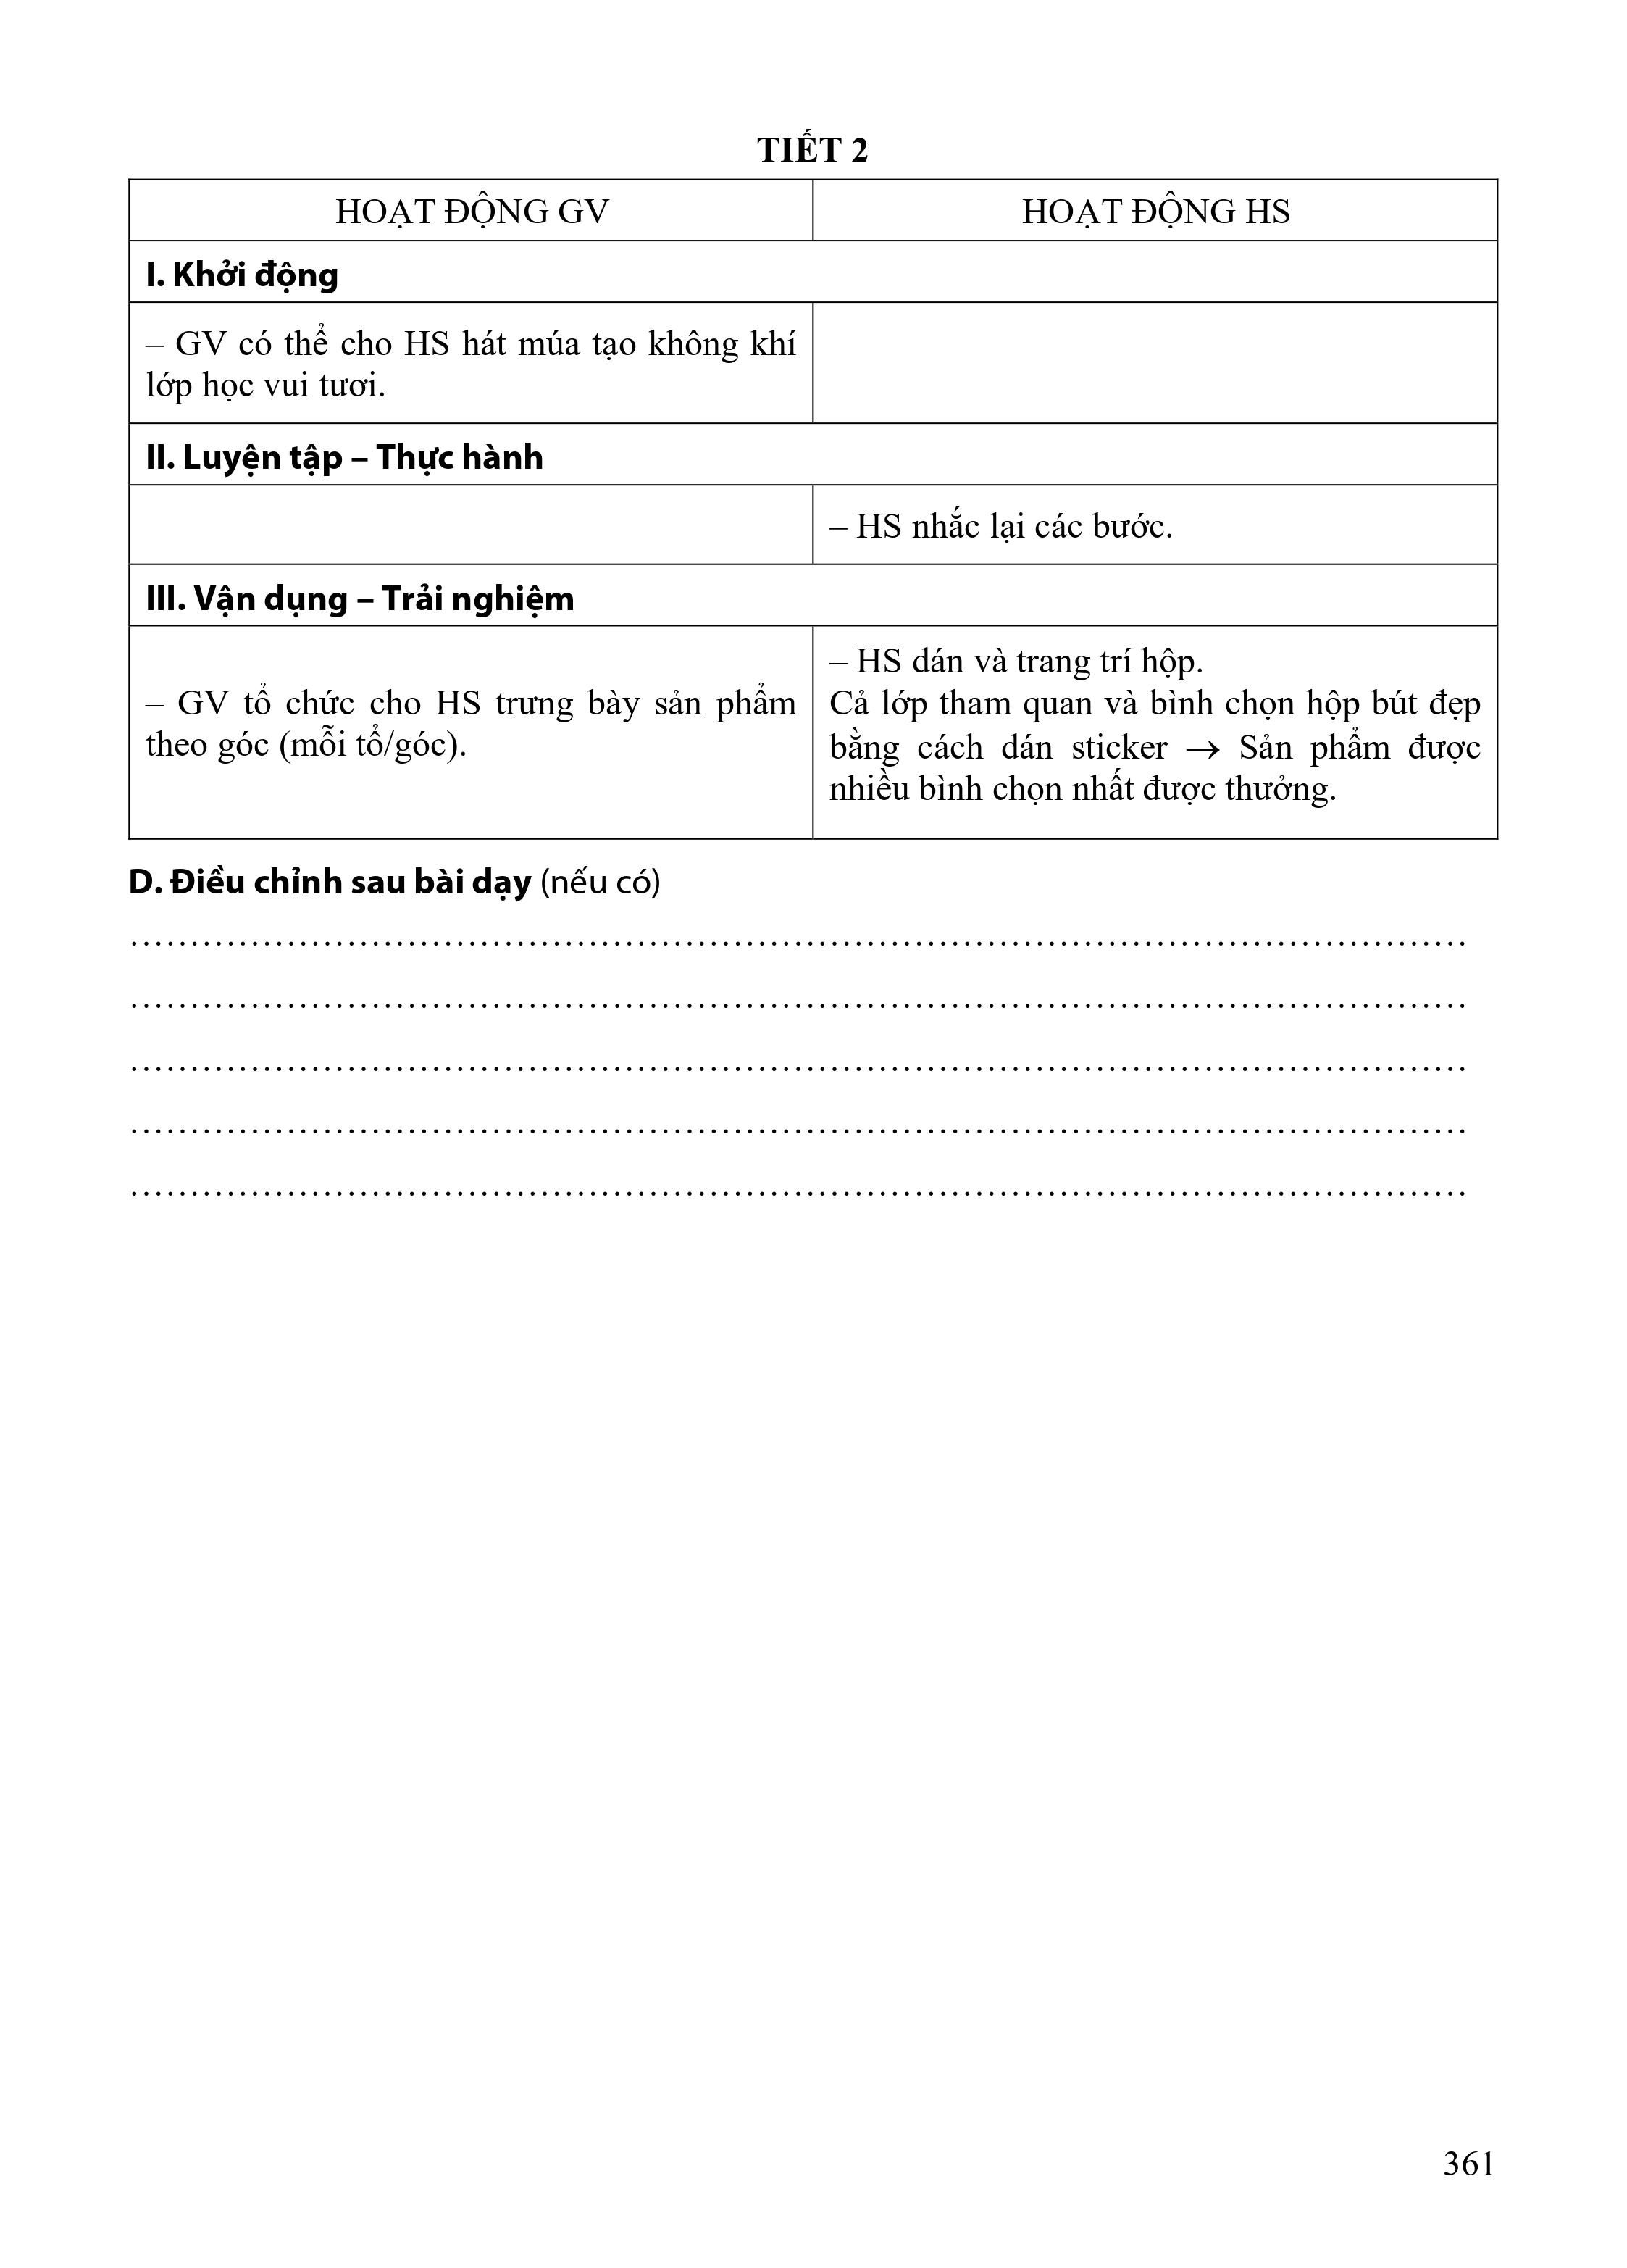 TIẾT 2
HOẠT ĐỘNG GV
HOẠT ĐỘNG HS
I. Khởi động
– GV có thể cho HS hát múa tạo không khí
lớp học vui tươi.
II. Luyện tập – Thực hành
– HS nhắc lại các bước.
III. Vận dụng – Trải nghiệm
– GV tổ chức cho HS trưng bày sản phẩm
theo góc (mỗi tổ/góc).
– HS dán và trang trí hộp.
Cả lớp tham quan và bình chọn hộp bút đẹp
bằng cách dán sticker → Sản phẩm được
nhiều bình chọn nhất được thưởng.
D. Điều chỉnh sau bài dạy (nếu có)
361